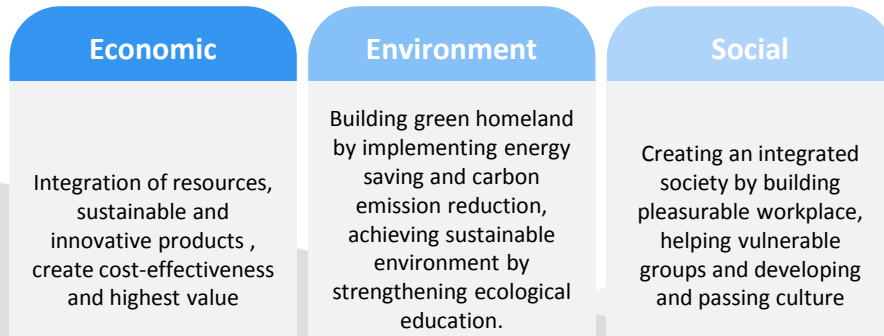 Economic
Integration of resources,
sustainable and
innovative products ,
create cost-effectiveness
and highest value
Environment
Building green homeland
by implementing energy
saving and carbon
emission reduction,
achieving sustainable
environment by
strengthening ecological
education.
Social
Creating an integrated
society by building
pleasurable workplace,
helping vulnerable
groups and developing
and passing culture